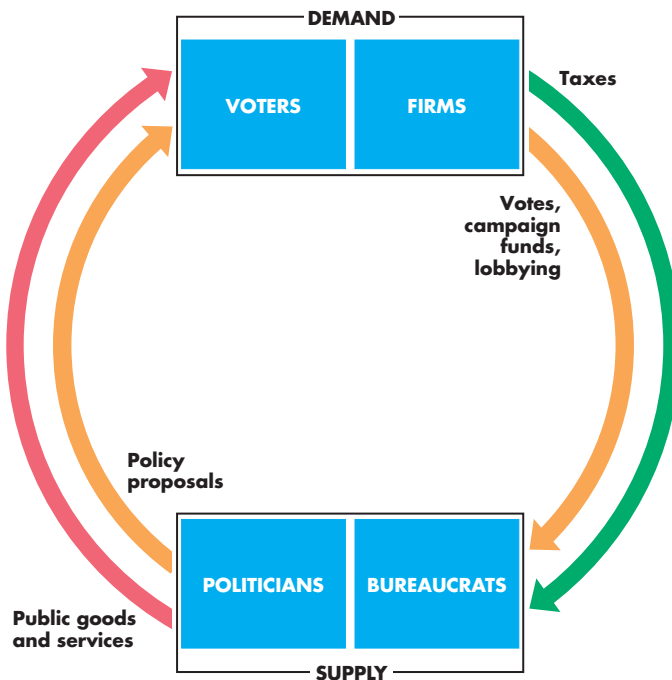 DEMAND
VOTERS
FIRMS
Taxes
Votes,
campaign
funds,
lobbying
Policy
proposals
POLITICIANS
BUREAUCRATS
Public goods
and services
SUPPLY